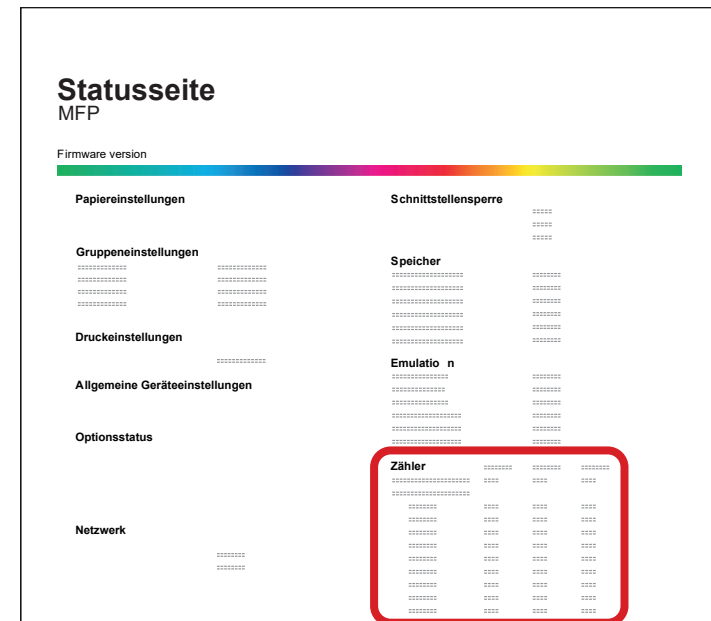 Statusseite
MFP
Firmware version
Papiereinstellungen
Gruppeneinstellungen
Druckeinstellungen
Allgemeine Geräteeinstellungen
Optionsstatus
Netzwerk
Schnittstellensperre
Speicher
Emulatio n
Zähler